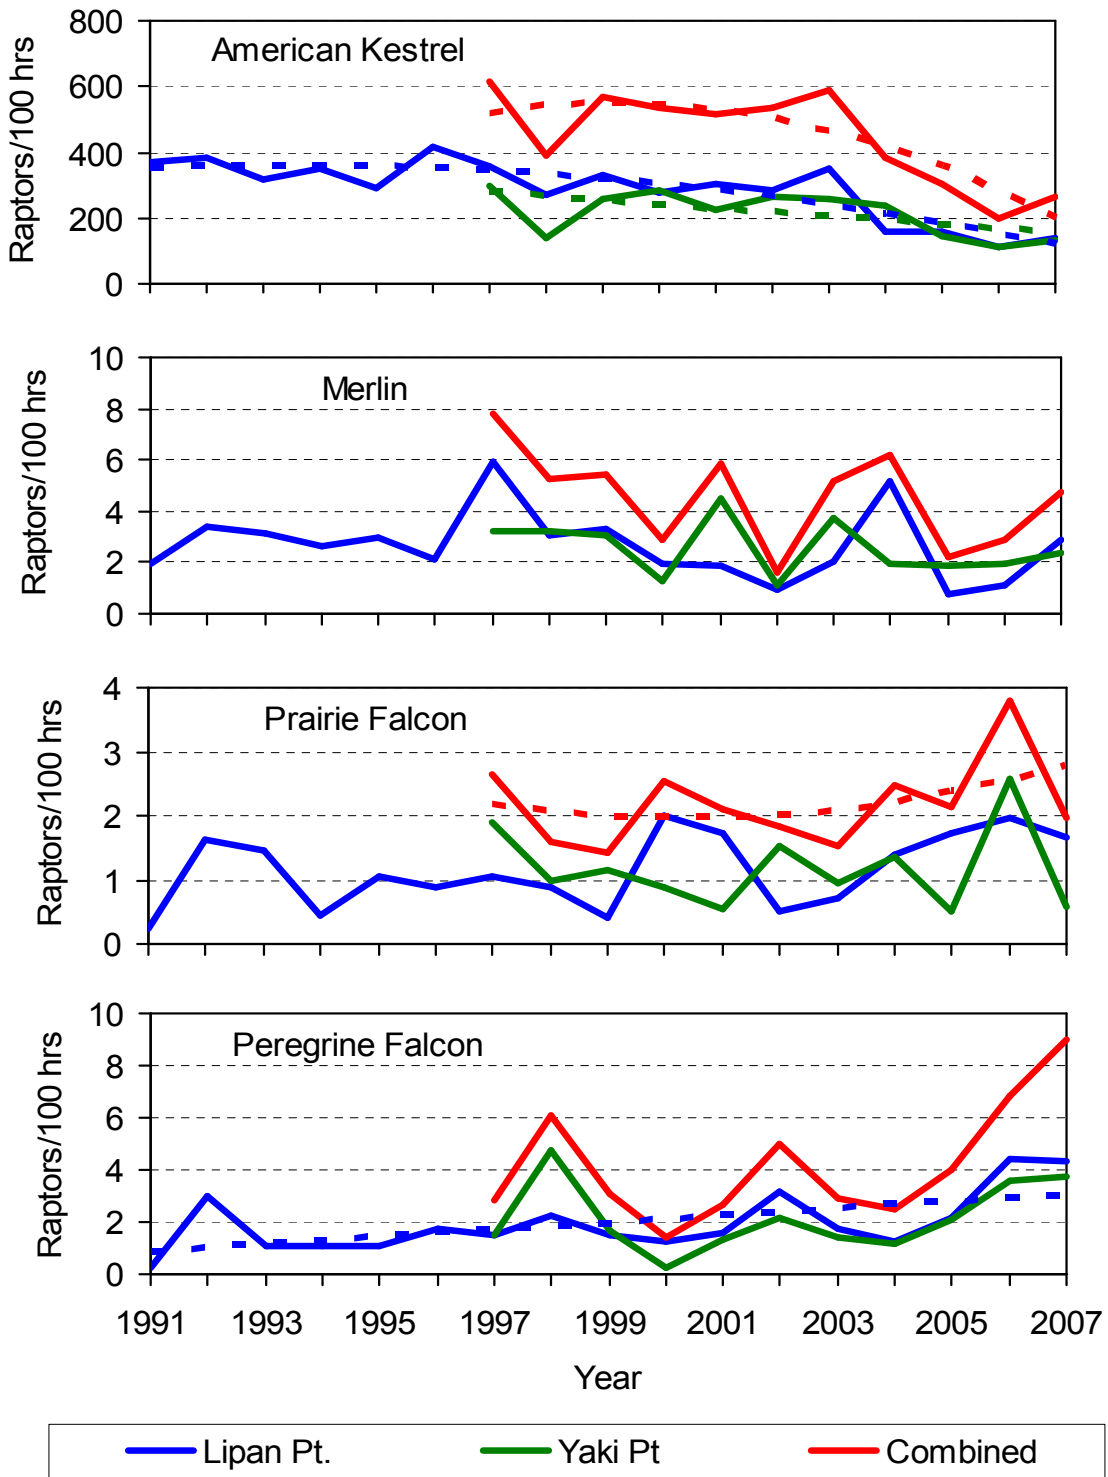 800
American Kestrel
600
400
200
0
Raptors/100 hrs
10
Merlin
8
6
4
2
0
Raptors/100 hrs
4
Prairie Falcon
3
2
1
0
Raptors/100 hrs
10
Peregrine Falcon
8
6
4
2
0
Raptors/100 hrs
1991 1993 1995 1997 1999 2001 2003 2005 2007
Year
Lipan Pt. Yaki Pt Combined